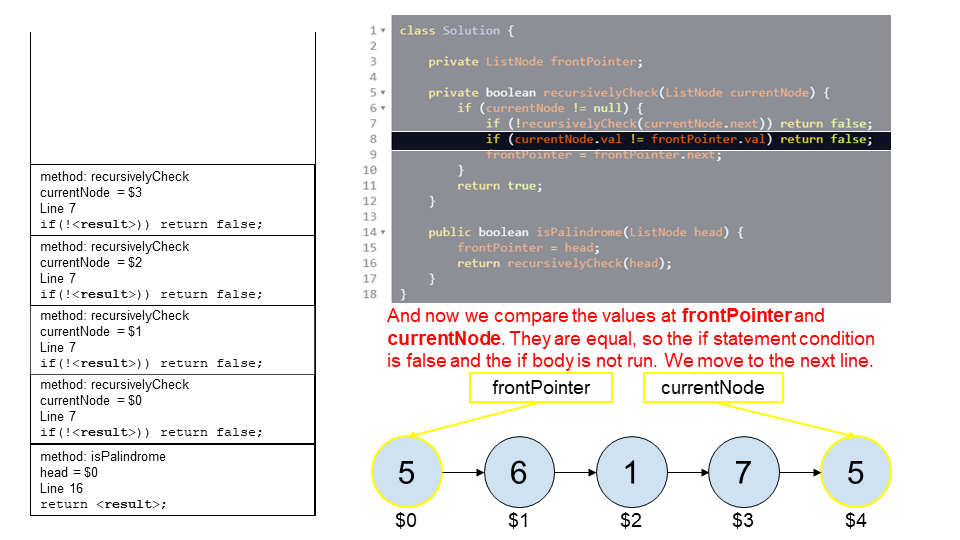 method: recursivelyCheck
currentNode = $3
Line 7
if(!<result>)) return false;
method: recursivelyCheck
currentNode = $2
Line 7
if(!<result>)) return false;
method: recursivelyCheck
currentNode = $1
Line 7
if(!<result>)) return false;
method: recursivelyCheck
currentNode = $0
Line 7
if(!<result>)) return false;
method: isPalindrome
head = $0
Line 16
return <result>;
1 class Solution {
2
3 private ListNode frontPointer;
4
5 private boolean recursivelyCheck(ListNode currentNode) {
6 if (currentNode != null) {
7 if (!recursivelyCheck(currentNode.next)) return false;
8 if (currentNode.val != frontPointer.val) return false;
9 frontPointer = frontPointer.next;
10 }
11 return true;
12 }
13
14 public boolean isPalindrome(ListNode head) {
15 frontPointer = head;
16 return recursivelyCheck(head);
17 }
18 }
And now we compare the values at frontPointer and
currentNode. They are equal, so the if statement condition
is false and the if body is not run. We move to the next line.
frontPointer currentNode
5 6 1 7 5
$0 $1 $2 $3 $4